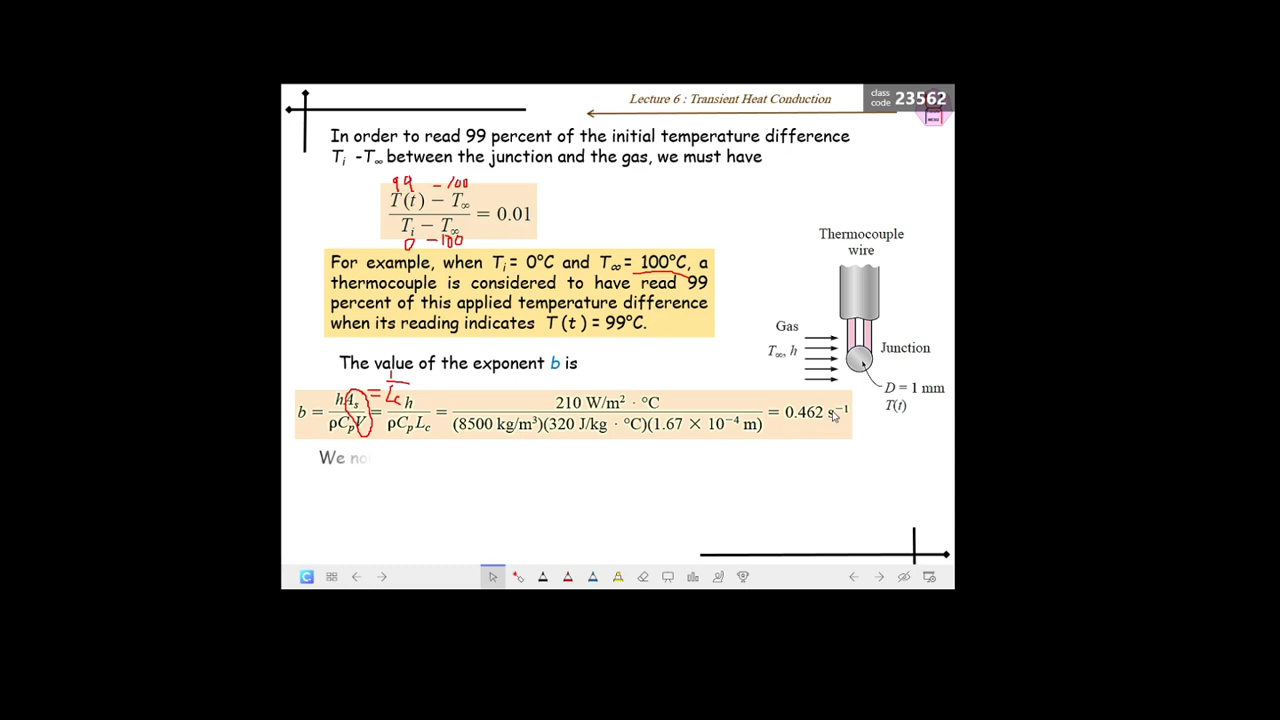 Lecture 6 : Transient Heat Conduction
class code 23562
In order to read 99 percent of the initial temperature difference
Tᵢ -T∞ between the junction and the gas, we must have
99 – 100
T(t) − T∞
Tᵢ − T∞
= 0.01
0 – 100
For example, when Tᵢ = 0°C and T∞ = 100°C, a
thermocouple is considered to have read 99
percent of this applied temperature difference
when its reading indicates T (t) = 99°C.
Thermocouple
wire
Gas
T∞, h
Junction
D = 1 mm
T(t)
The value of the exponent b is
= 1/Lc
b = hAₛ/ρCₚV = h/ρCₚL꜀ = 210 W/m² · °C/(8500 kg/m³)(320 J/kg · °C)(1.67 × 10⁻⁴ m) = 0.462 s⁻¹
We no